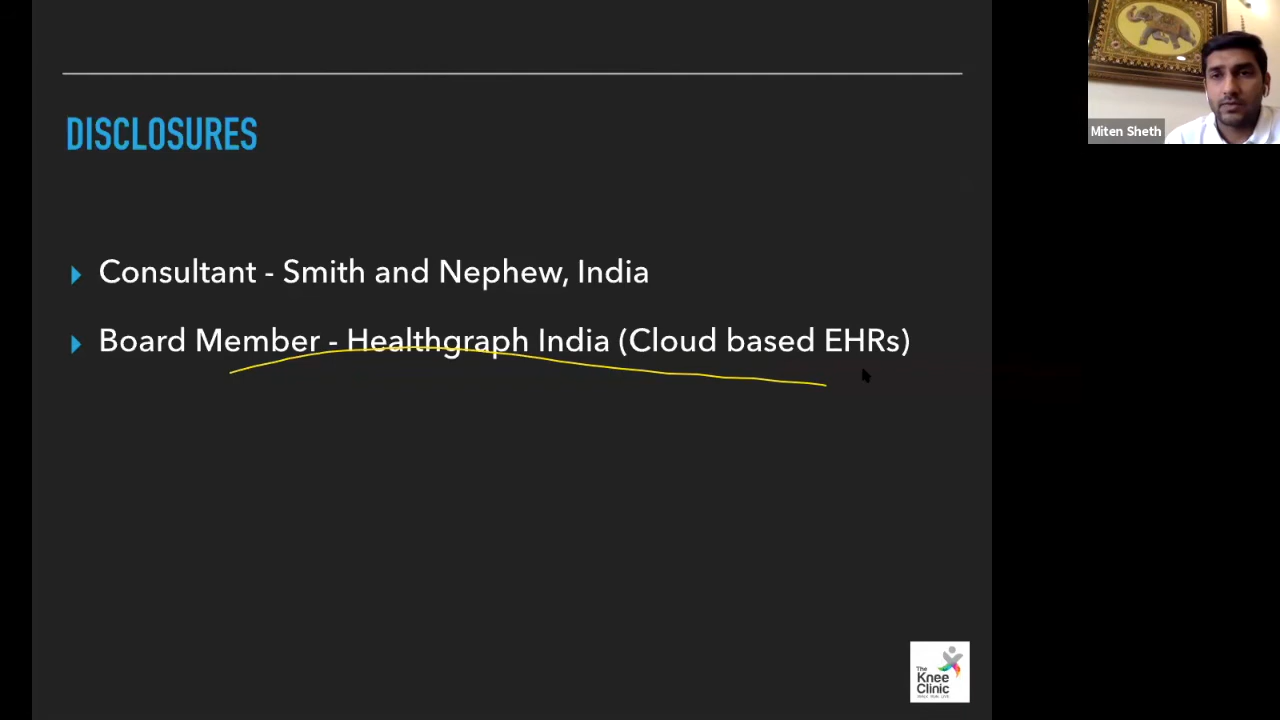 DISCLOSURES
Consultant - Smith and Nephew, India
Board Member - Healthgraph India (Cloud based EHRs)
Miten Sheth
The
Knee
Clinic